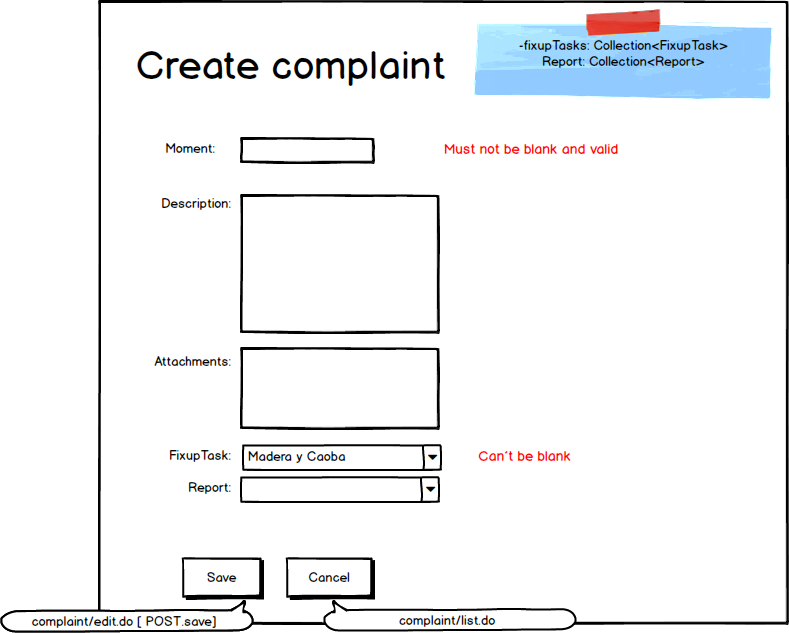 -fixupTasks: Collection<FixupTask>
Report: Collection<Report>
Create complaint
Moment:
Must not be blank and valid
Description:
Attachments:
FixupTask:
Madera y Caoba
Can't be blank
Report:
Save
Cancel
complaint/edit.do [ POST.save]
complaint/list.do